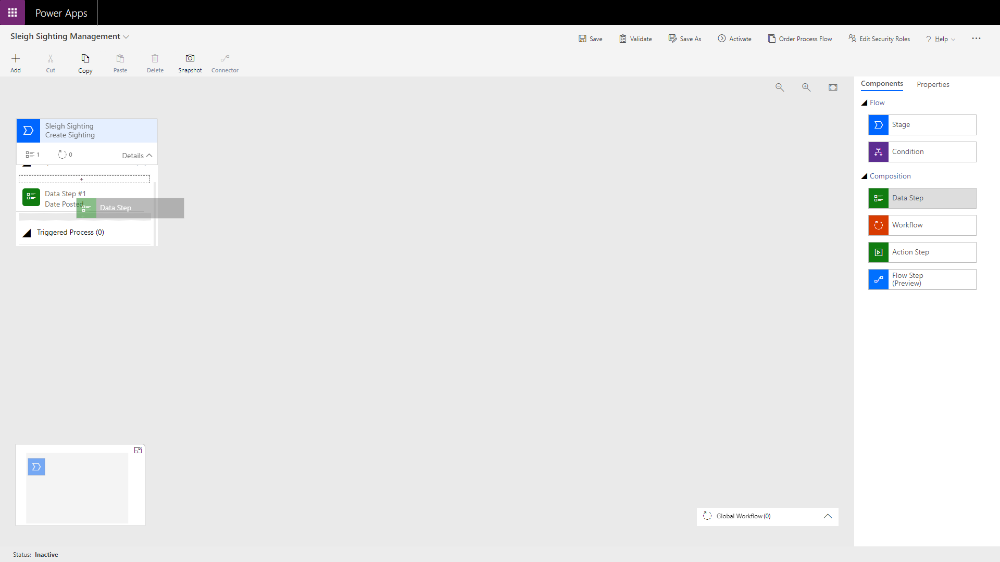 Power Apps
Sleigh Sighting Management
Save
Validate
Save As
Activate
Order Process Flow
Edit Security Roles
? Help
...
Add
Cut
Copy
Paste
Delete
Snapshot
Connector
Components
Properties
Flow
Stage
Condition
Composition
Data Step
Workflow
Action Step
Flow Step
(Preview)
Sleigh Sighting
Create Sighting
1
0
Details
+
Data Step #1
Date Posted
Data Step
Triggered Process (0)
Global Workflow (0)
Status: Inactive